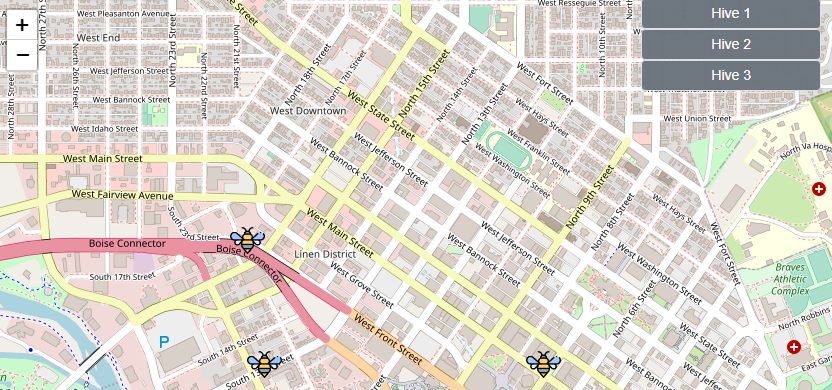 West Resseguie Street
Hive 1
Hive 2
Hive 3
+
−
North 27th Street
West Pleasanton Avenue
West End
North 23rd Street
North 21st Street
North 26th Street
North 22nd Street
West Jefferson Street
West Bannock Street
North 28th Street
West Idaho Street
West Main Street
West Fairview Avenue
North 18th Street
North 17th Street
West Downtown
North 15th Street
West State Street
North 14th Street
North 13th Street
West Fort Street
North 10th Street
West Hays Street
West Franklin Street
West Washington Street
West Union Street
North Va Hosp
West Bannock Street
West Jefferson Street
North 9th Street
North 8th Street
West Hays Street
West Fort Street
South 23rd Street
Boise Connector
Boise Connector
South 17th Street
West Main Street
Linen District
West Grove Street
West Bannock Street
West Jefferson Street
West Washington Street
Braves
Athletic
Complex
North 6th Street
North Robbins
West State Street
West Front Street
P
South 14th Street
South
West Bannock
East Ga